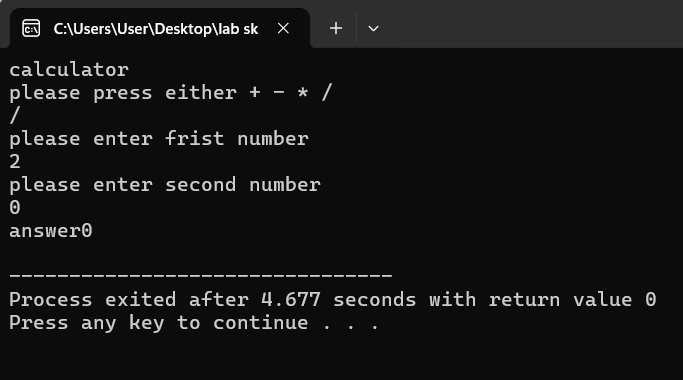 C:\Users\User\Desktop\lab sk
calculator
please press either + - * /
/
please enter frist number
2
please enter second number
0
answer0
--------------------------------
Process exited after 4.677 seconds with return value 0
Press any key to continue . . .